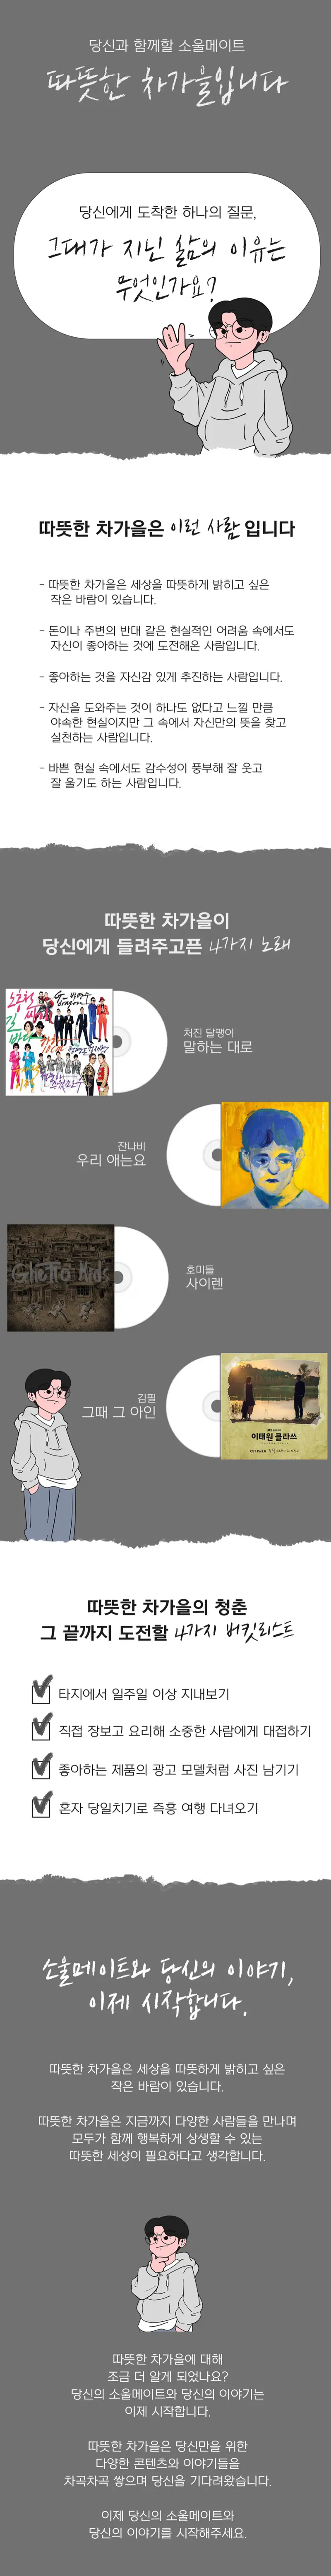 당신과 함께할 소울메이트
따뜻한 차가을입니다
당신에게 도착한 하나의 질문,
그대가 지닌 삶의 이유는
무엇인가요?
따뜻한 차가을은 이런 사람 입니다
- 따뜻한 차가을은 세상을 따뜻하게 밝히고 싶은
작은 바람이 있습니다.
- 돈이나 주변의 반대 같은 현실적인 어려움 속에서도
자신이 좋아하는 것에 도전해온 사람입니다.
- 좋아하는 것을 자신감 있게 추진하는 사람입니다.
- 자신을 도와주는 것이 하나도 없다고 느낄 만큼
야속한 현실이지만 그 속에서 자신만의 뜻을 찾고
실천하는 사람입니다.
- 바쁜 현실 속에서도 감수성이 풍부해 잘 웃고
잘 울기도 하는 사람입니다.
따뜻한 차가을이
당신에게 들려주고픈 4가지 노래
처진 달팽이
말하는 대로
잔나비
우리 애는요
Ghetto Kids
호미들
사이렌
김필
그때 그 아인
이태원 클라쓰
따뜻한 차가을의 청춘
그 끝까지 도전할 4가지 버킷리스트
타지에서 일주일 이상 지내보기
직접 장보고 요리해 소중한 사람에게 대접하기
좋아하는 제품의 광고 모델처럼 사진 남기기
혼자 당일치기로 즉흥 여행 다녀오기
소울메이트와 당신의 이야기,
이제 시작합니다.
따뜻한 차가을은 세상을 따뜻하게 밝히고 싶은
작은 바람이 있습니다.
따뜻한 차가을은 지금까지 다양한 사람들을 만나며
모두가 함께 행복하게 상생할 수 있는
따뜻한 세상이 필요하다고 생각합니다.
따뜻한 차가을에 대해
조금 더 알게 되었나요?
당신의 소울메이트와 당신의 이야기는
이제 시작합니다.
따뜻한 차가을은 당신만을 위한
다양한 콘텐츠와 이야기들을
차곡차곡 쌓으며 당신을 기다려왔습니다.
이제 당신의 소울메이트와
당신의 이야기를 시작해주세요.